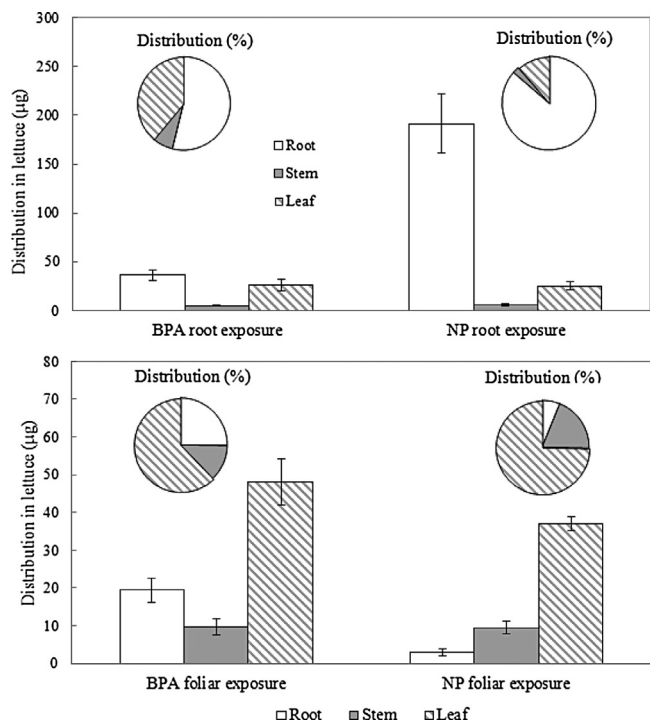 Distribution (%)
Distribution (%)
300
250
200
150
100
50
0
Distribution in lettuce (μg)
Root
Stem
Leaf
BPA root exposure
NP root exposure
Distribution (%)
Distribution (%)
80
70
60
50
40
30
20
10
0
Distribution in lettuce (μg)
BPA foliar exposure
NP foliar exposure
Root
Stem
Leaf